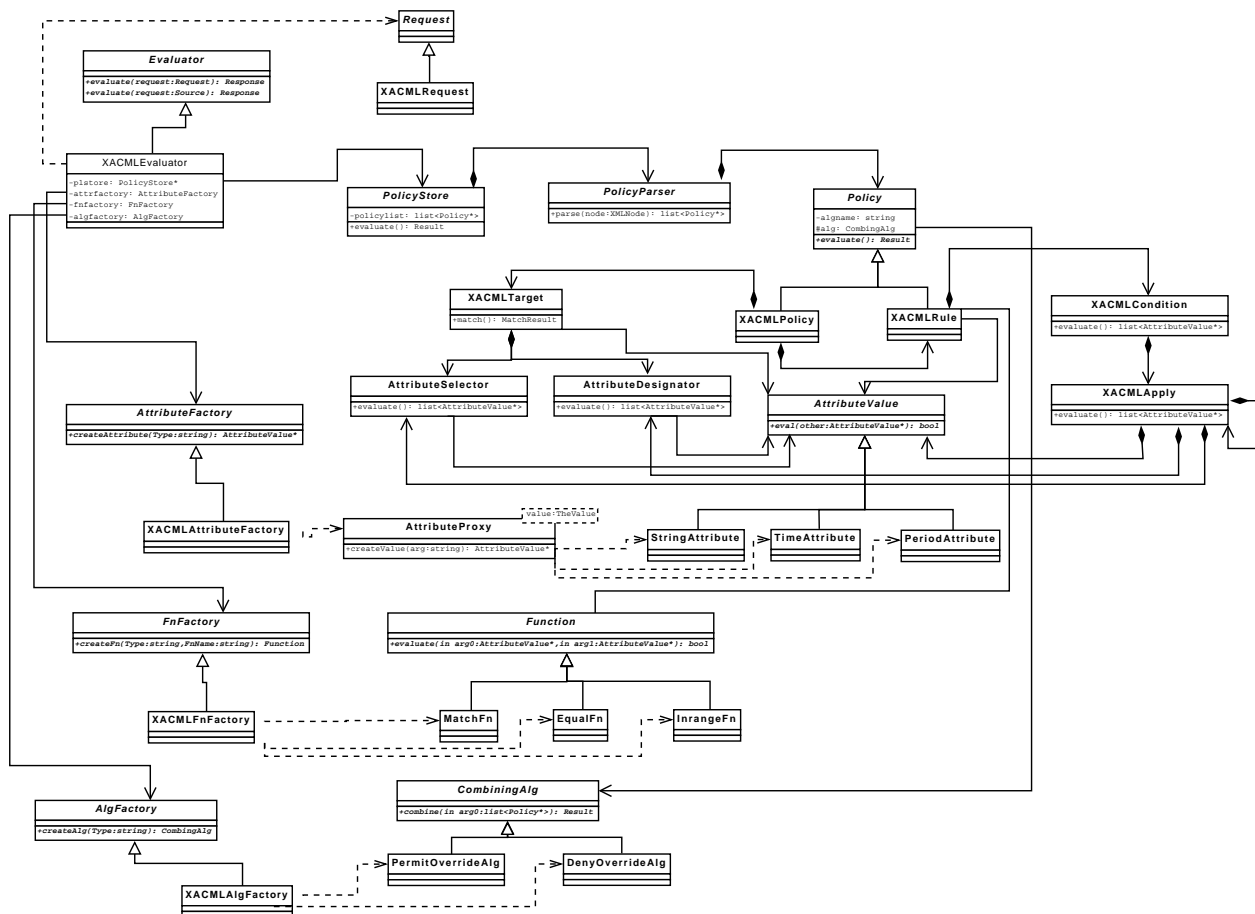 Request
Evaluator
+evaluate(request:Request): Response
+evaluate(request:Source): Response
XACMLRequest
XACMLEvaluator
-plstore: PolicyStore*
-attrfactory: AttributeFactory
-fnfactory: FnFactory
-algfactory: AlgFactory
PolicyStore
-policylist: list<Policy*>
+evaluate(): Result
PolicyParser
+parse(node:XMLNode): list<Policy*>
Policy
-algname: string
#alg: CombingAlg
+evaluate(): Result
XACMLTarget
+match(): MatchResult
XACMLPolicy
XACMLRule
XACMLCondition
+evaluate(): list<AttributeValue*>
AttributeSelector
+evaluate(): list<AttributeValue*>
AttributeDesignator
+evaluate(): list<AttributeValue*>
AttributeValue
+eval(other:AttributeValue*): bool
XACMLApply
+evaluate(): list<AttributeValue*>
AttributeFactory
+createAttribute(Type:string): AttributeValue*
XACMLAttributeFactory
value:TheValue
AttributeProxy
+createValue(arg:string): AttributeValue*
StringAttribute
TimeAttribute
PeriodAttribute
FnFactory
+createFn(Type:string,FnName:string): Function
Function
+evaluate(in arg0:AttributeValue*,in arg1:AttributeValue*): bool
XACMLFnFactory
MatchFn
EqualFn
InrangeFn
AlgFactory
+createAlg(Type:string): CombingAlg
CombiningAlg
+combine(in arg0:list<Policy*>): Result
XACMLAlgFactory
PermitOverrideAlg
DenyOverrideAlg